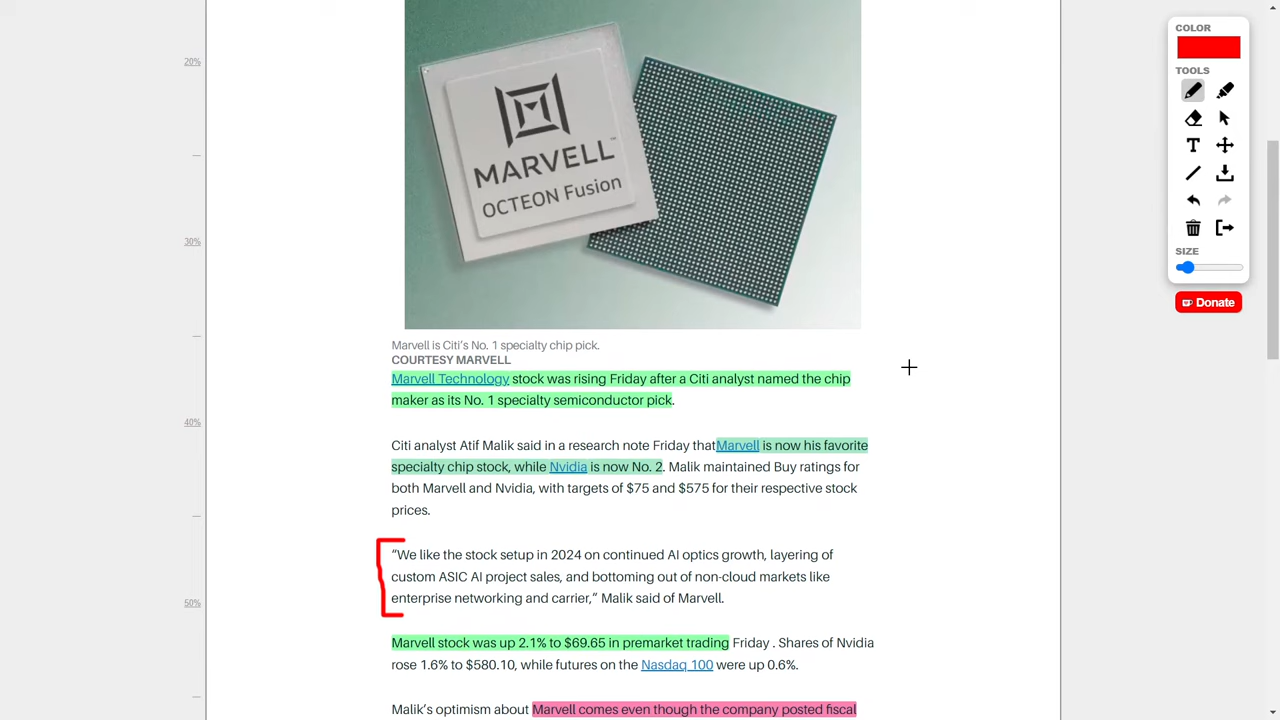 COLOR
TOOLS
T
SIZE
Donate
20%
30%
40%
50%
MARVELL™
OCTEON Fusion
Marvell is Citi’s No. 1 specialty chip pick.
COURTESY MARVELL
Marvell Technology stock was rising Friday after a Citi analyst named the chip
maker as its No. 1 specialty semiconductor pick.
Citi analyst Atif Malik said in a research note Friday thatMarvell is now his favorite
specialty chip stock, while Nvidia is now No. 2. Malik maintained Buy ratings for
both Marvell and Nvidia, with targets of $75 and $575 for their respective stock
prices.
“We like the stock setup in 2024 on continued AI optics growth, layering of
custom ASIC AI project sales, and bottoming out of non-cloud markets like
enterprise networking and carrier,” Malik said of Marvell.
Marvell stock was up 2.1% to $69.65 in premarket trading Friday . Shares of Nvidia
rose 1.6% to $580.10, while futures on the Nasdaq 100 were up 0.6%.
Malik’s optimism about Marvell comes even though the company posted fiscal